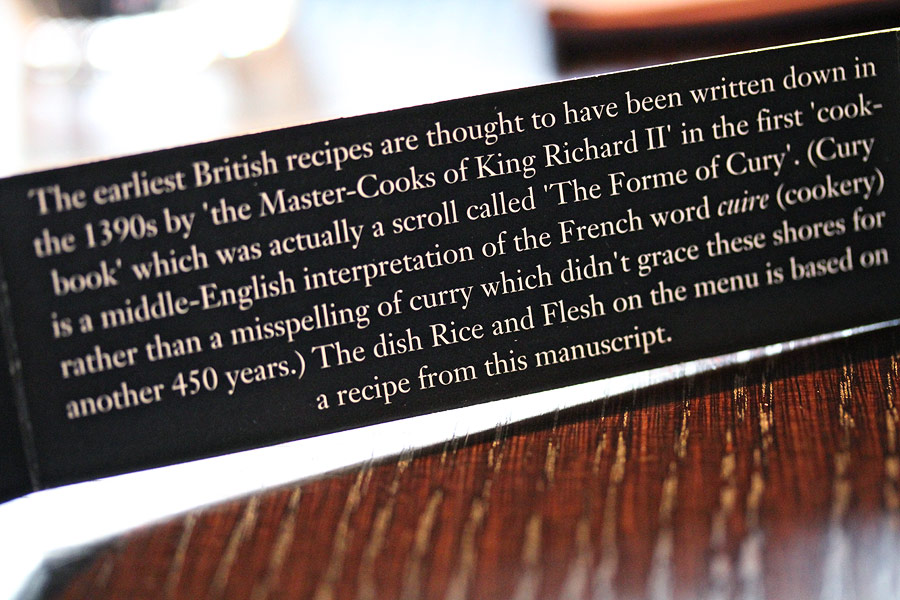 The earliest British recipes are thought to have been written down in
the 1390s by 'the Master-Cooks of King Richard II' in the first 'cook-
book' which was actually a scroll called 'The Forme of Cury'. (Cury
is a middle-English interpretation of the French word cuire (cookery)
rather than a misspelling of curry which didn't grace these shores for
another 450 years.) The dish Rice and Flesh on the menu is based on
a recipe from this manuscript.